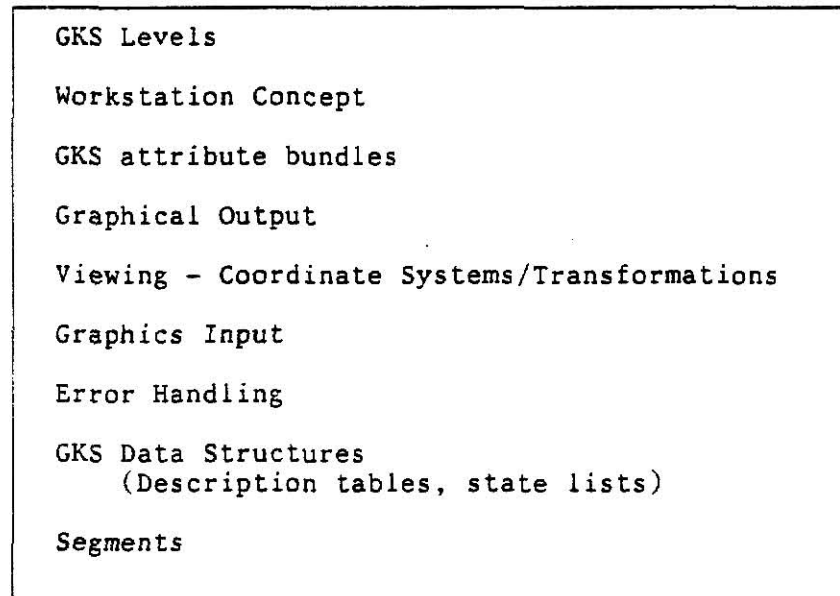 GKS Levels
Workstation Concept
GKS attribute bundles
Graphical Output
Viewing - Coordinate Systems/Transformations
Graphics Input
Error Handling
GKS Data Structures
(Description tables, state lists)
Segments